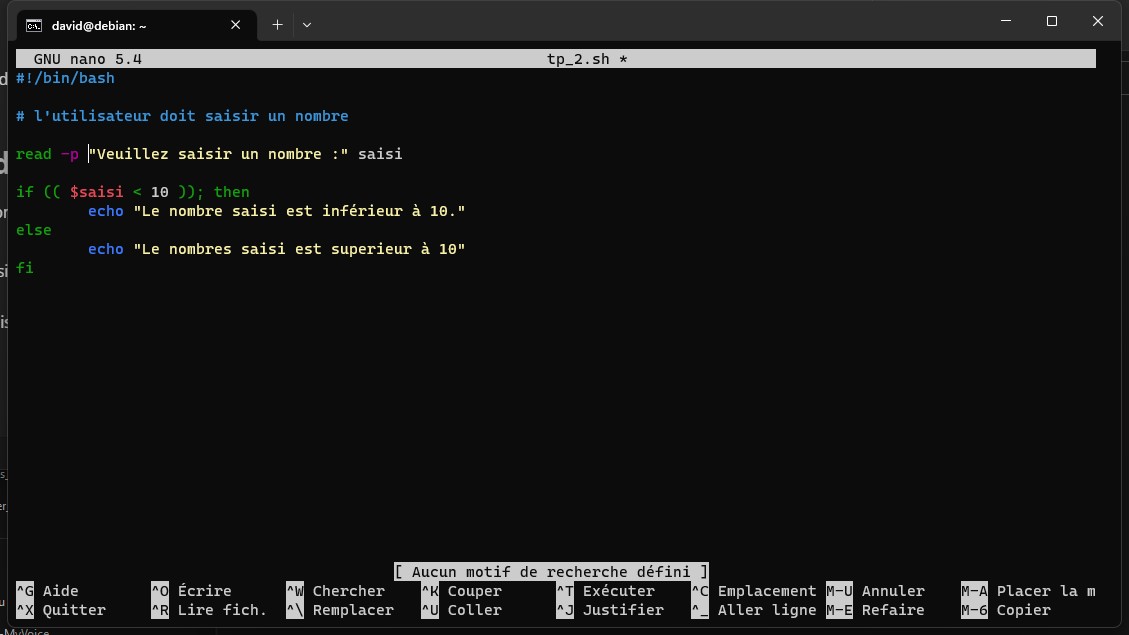 david@debian: ~
GNU nano 5.4 tp_2.sh *
#!/bin/bash
# l'utilisateur doit saisir un nombre
read -p "Veuillez saisir un nombre :" saisi
if (( $saisi < 10 )); then
echo "Le nombre saisi est inférieur à 10."
else
echo "Le nombres saisi est superieur à 10"
fi
[ Aucun motif de recherche défini ]
^G Aide ^O Écrire ^W Chercher ^K Couper ^T Exécuter ^C Emplacement M-U Annuler M-A Placer la m
^X Quitter ^R Lire fich. ^\ Remplacer ^U Coller ^J Justifier ^_ Aller ligne M-E Refaire M-6 Copier
MyVoice